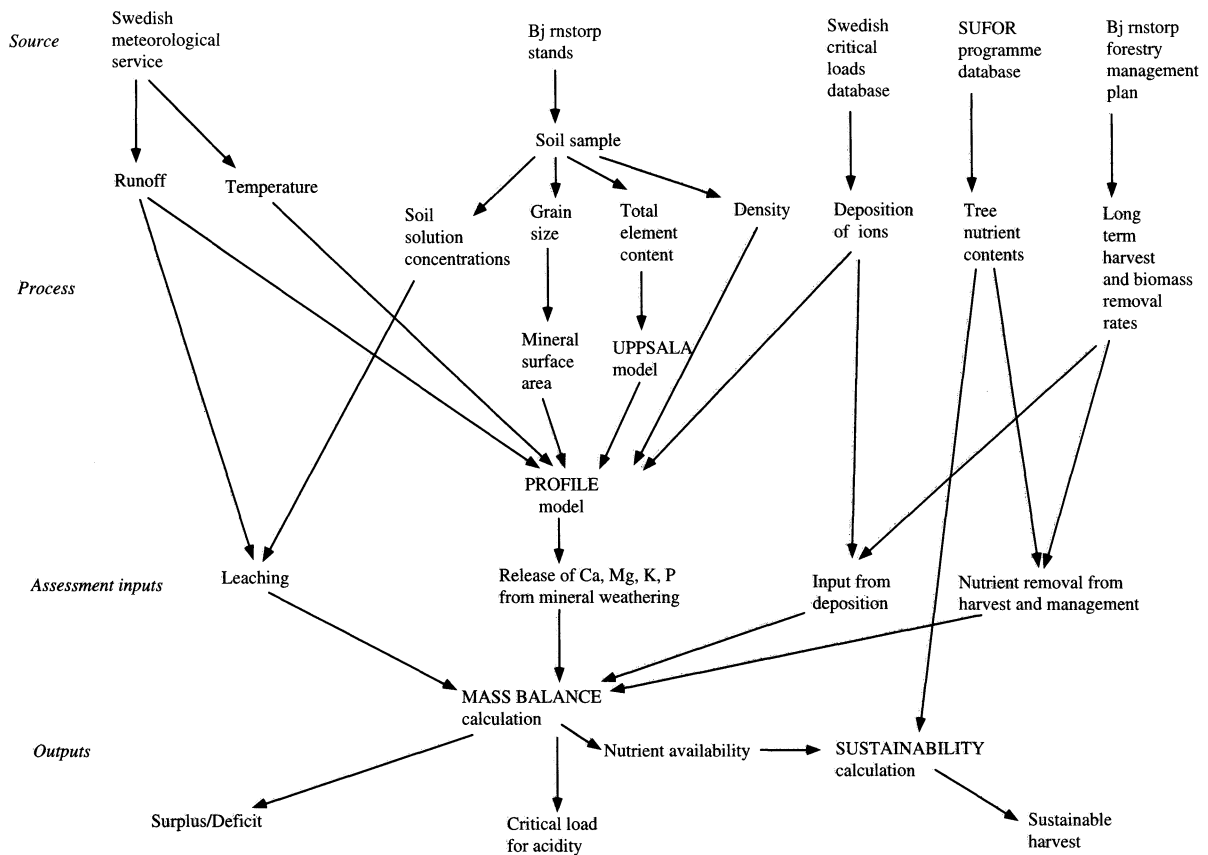 Source
Swedish
meteorological
service
Bj rnstorp
stands
Swedish
critical
loads
database
SUFOR
programme
database
Bj rnstorp
forestry
management
plan
Soil sample
Runoff
Temperature
Soil
solution
concentrations
Grain
size
Total
element
content
Density
Deposition
of ions
Tree
nutrient
contents
Long
term
harvest
and biomass
removal
rates
Process
Mineral
surface
area
UPPSALA
model
PROFILE
model
Assessment inputs
Leaching
Release of Ca, Mg, K, P
from mineral weathering
Input from
deposition
Nutrient removal from
harvest and management
MASS BALANCE
calculation
Outputs
Nutrient availability
SUSTAINABILITY
calculation
Surplus/Deficit
Critical load
for acidity
Sustainable
harvest